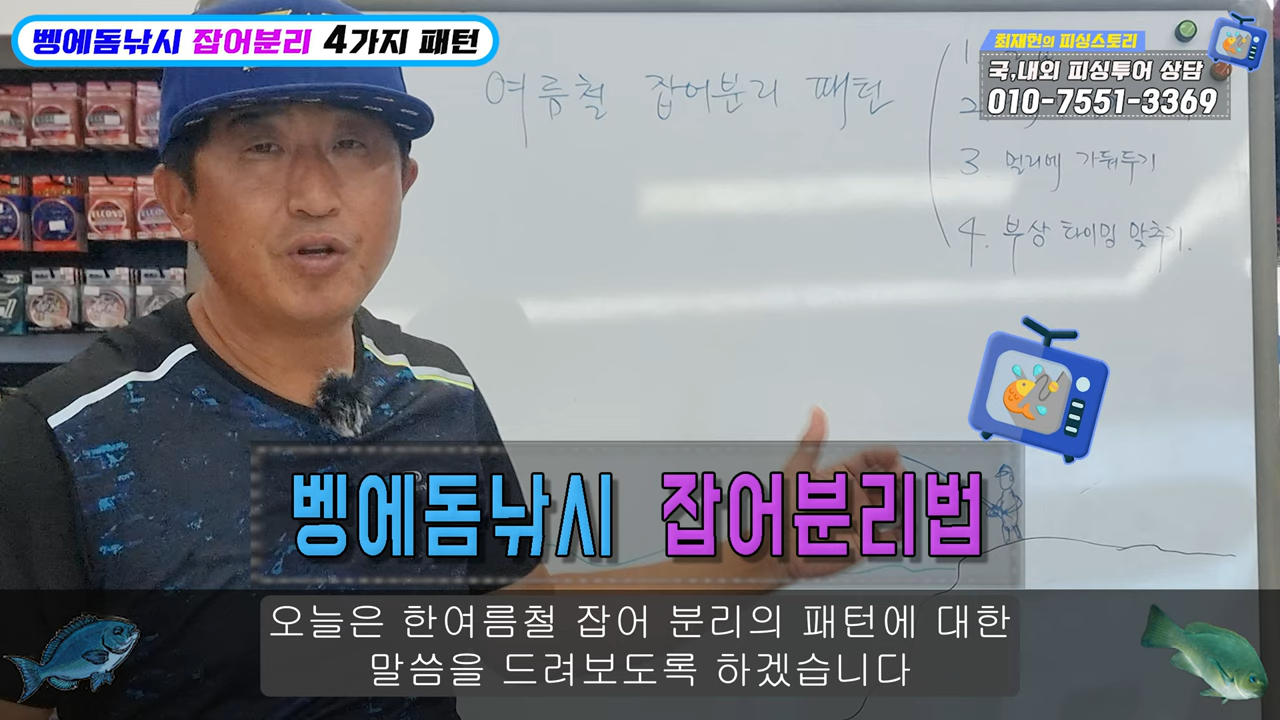 벵에돔낚시 잡어분리 4가지 패턴
최재헌의 피싱스토리
국,내외 피싱투어 상담
010-7551-3369
여름철 잡어분리 패턴
1.
2.
3. 멀리에 가둬두기
4. 부상 타이밍 맞추기.
벵에돔낚시 잡어분리법
오늘은 한여름철 잡어 분리의 패턴에 대한
말씀을 드려보도록 하겠습니다